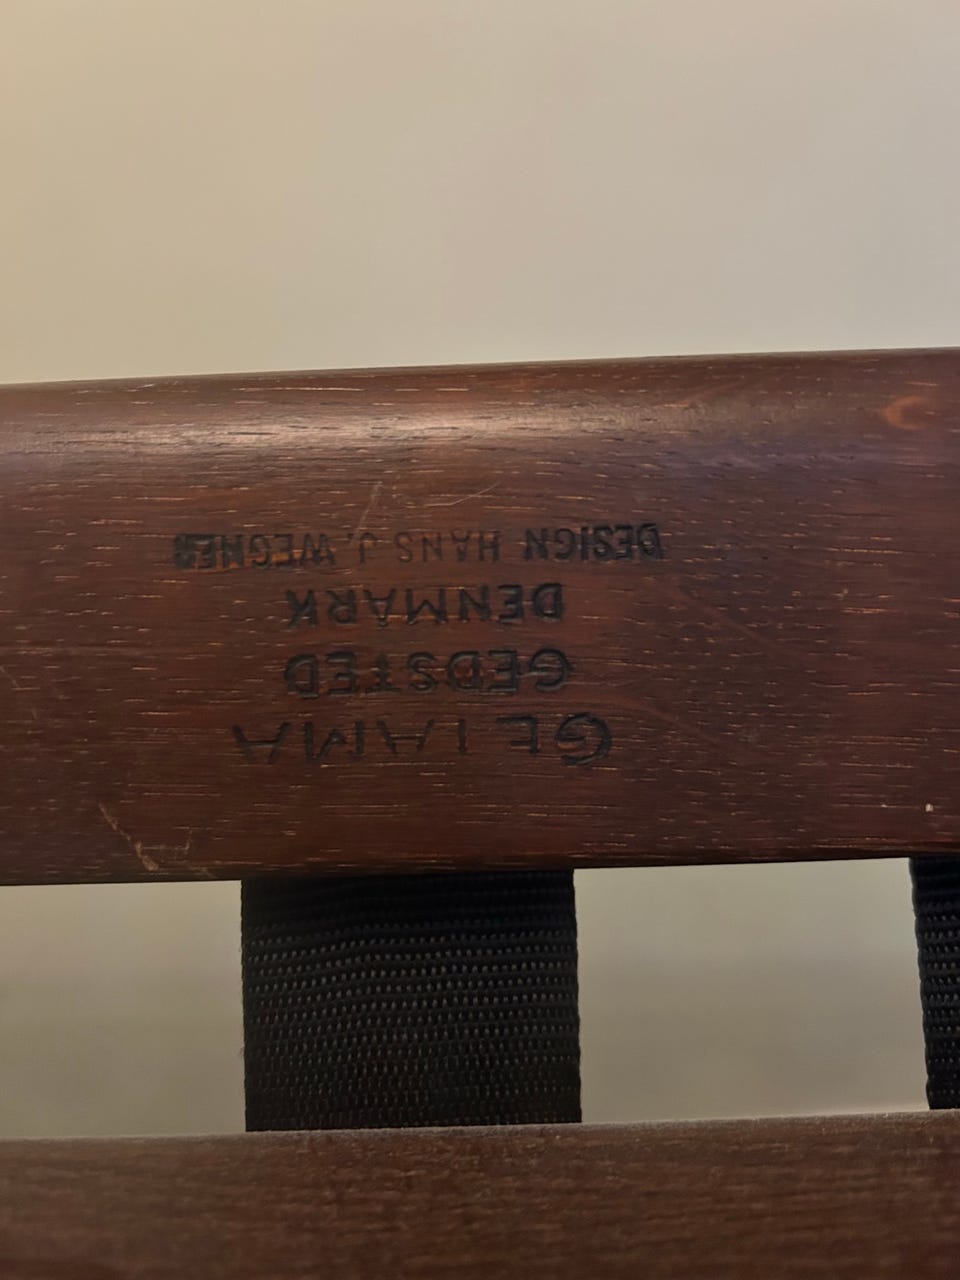 GETAMA
GEDSTED
DENMARK
DESIGN HANS J. WEGNER